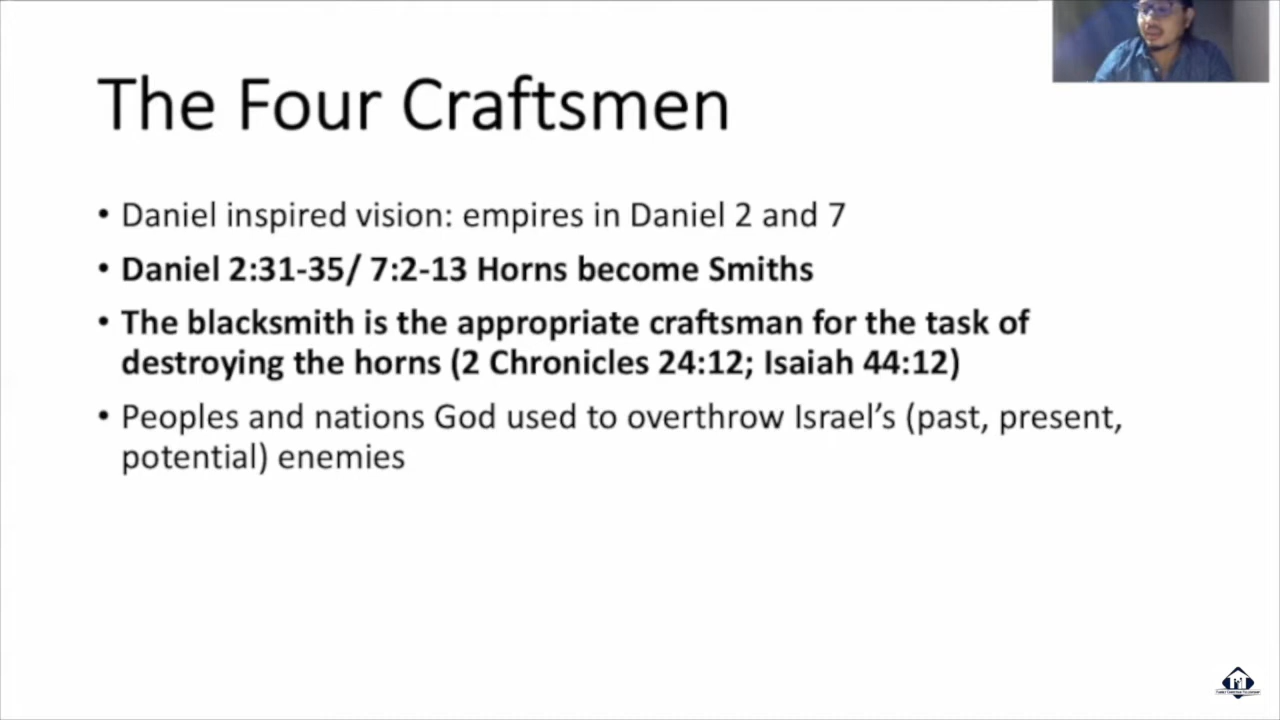 The Four Craftsmen
• Daniel inspired vision: empires in Daniel 2 and 7
• Daniel 2:31-35/ 7:2-13 Horns become Smiths
• The blacksmith is the appropriate craftsman for the task of
destroying the horns (2 Chronicles 24:12; Isaiah 44:12)
• Peoples and nations God used to overthrow Israel’s (past, present,
potential) enemies